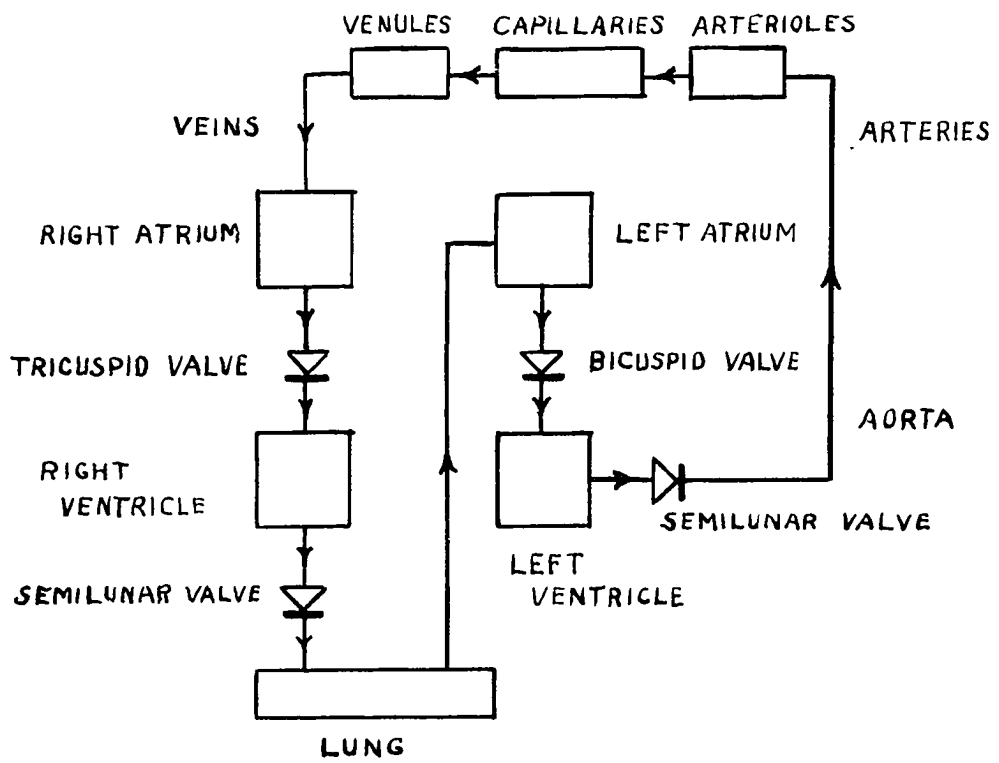 VENULES CAPILLARIES ARTERIOLES
VEINS
ARTERIES
RIGHT ATRIUM
LEFT ATRIUM
TRICUSPID VALVE
BICUSPID VALVE
AORTA
RIGHT
VENTRICLE
SEMILUNAR VALVE
LEFT
VENTRICLE
SEMILUNAR VALVE
LUNG